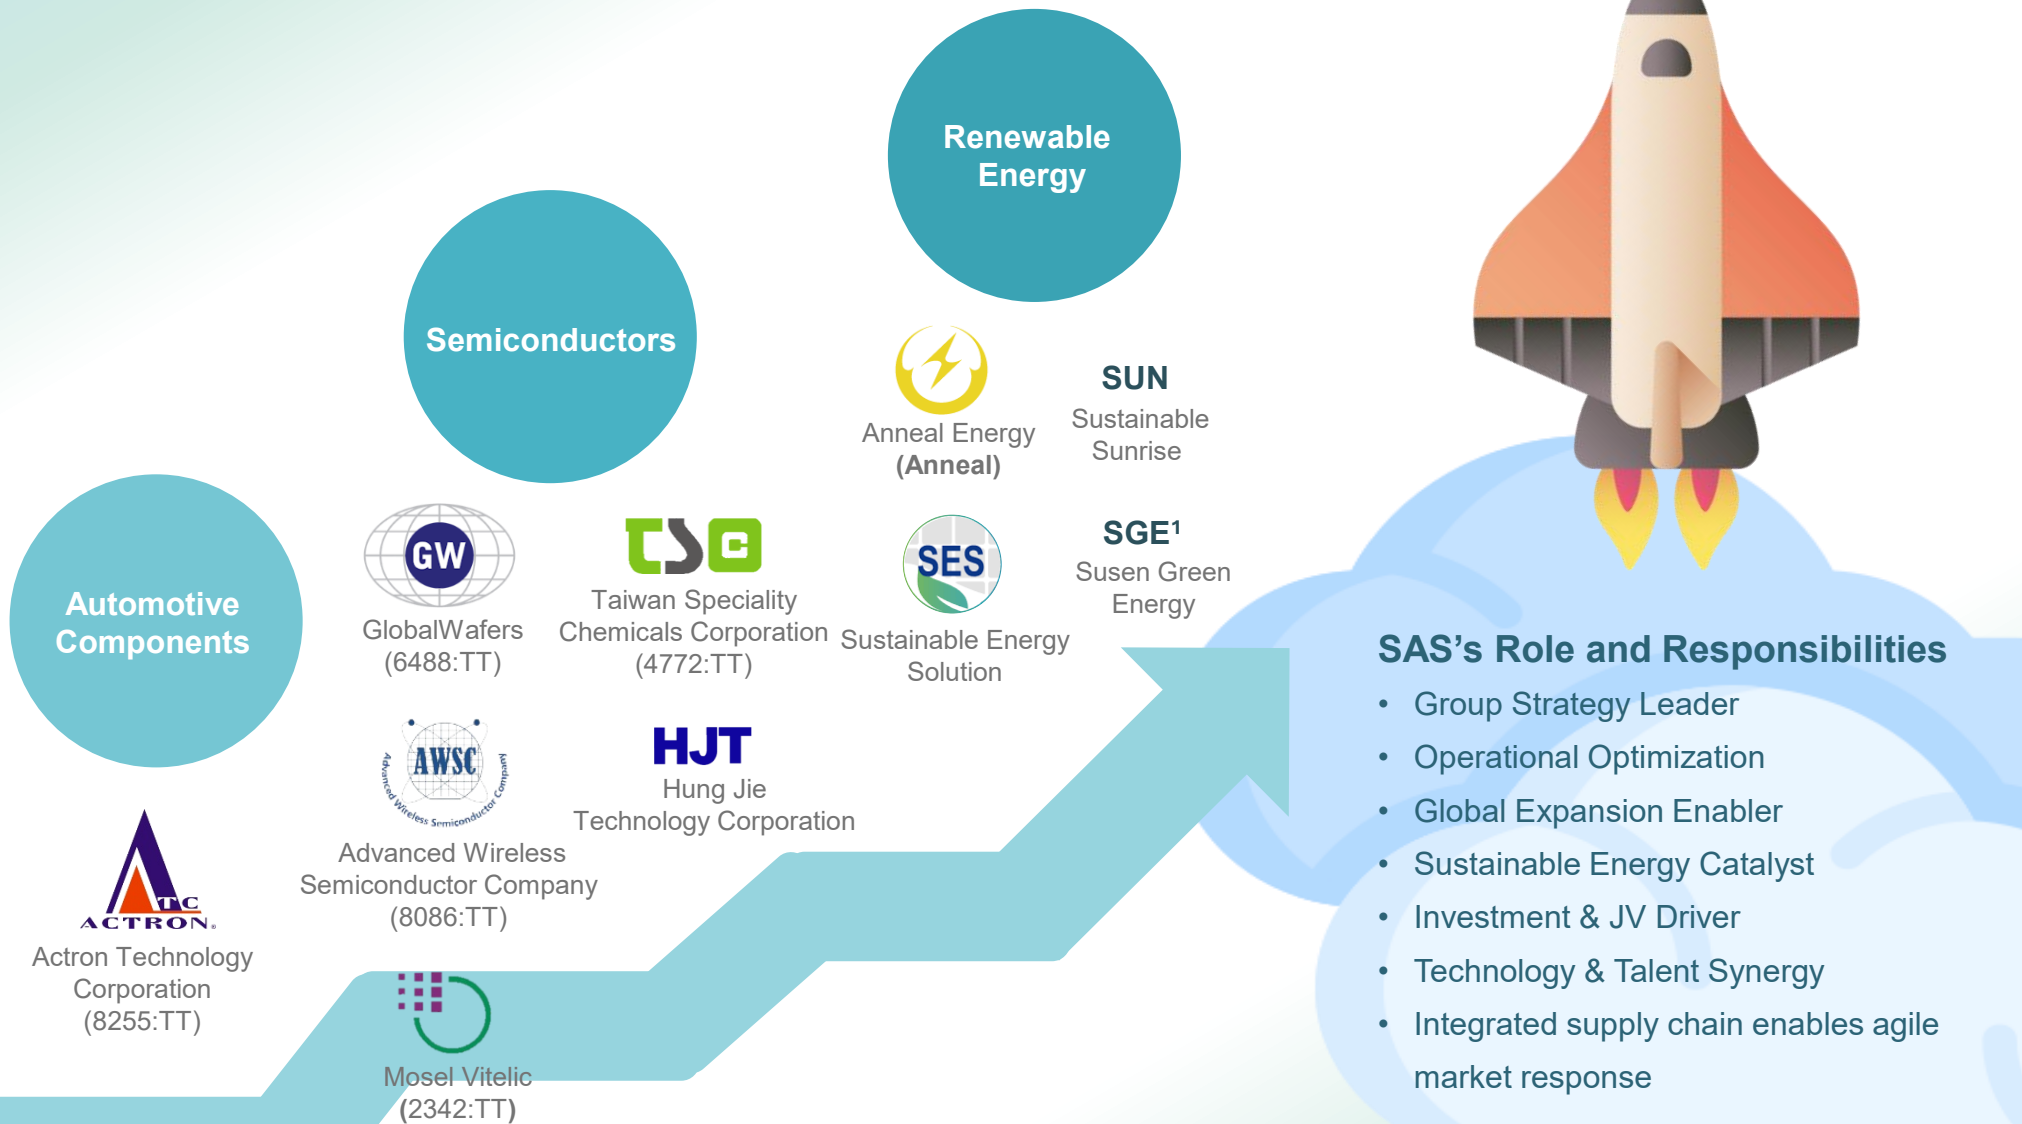 Renewable
Energy
Semiconductors
Automotive
Components
Anneal Energy
(Anneal)
SUN
Sustainable
Sunrise
SES
Sustainable Energy
Solution
SGE¹
Susen Green
Energy
GW
GlobalWafers
(6488:TT)
TSC
Taiwan Speciality
Chemicals Corporation
(4772:TT)
AWSC
Advanced Wireless Semiconductor Company
Advanced Wireless
Semiconductor Company
(8086:TT)
HJT
Hung Jie
Technology Corporation
Mosel Vitelic
(2342:TT)
ATC
ACTRON®
Actron Technology
Corporation
(8255:TT)
SAS’s Role and Responsibilities
• Group Strategy Leader
• Operational Optimization
• Global Expansion Enabler
• Sustainable Energy Catalyst
• Investment & JV Driver
• Technology & Talent Synergy
• Integrated supply chain enables agile
market response